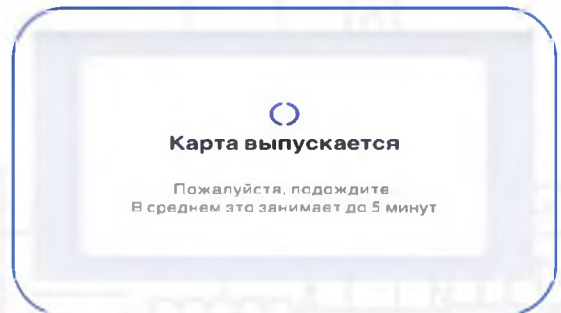 Карта выпускается
Пожалуйста, подождите
В среднем это занимает до 5 минут